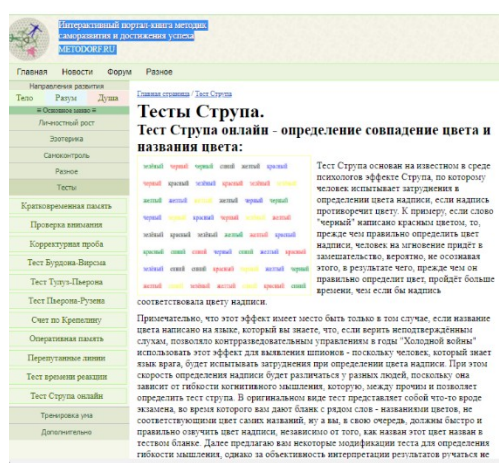 Интерактивный портал-книга методик
саморазвития и достижения успеха
METODORF.RU
Главная Новости Форум Разное
Направления развития
Тело Разум Душа
≡ Основное меню ≡
Личностный рост
Эзотерика
Самоконтроль
Разное
Тесты
Кратковременная память
Проверка внимания
Корректурная проба
Тест Бурдона-Вирсма
Тест Тулуз-Пьерона
Тест Пьерона-Рузена
Счет по Крепелину
Оперативная память
Перепутанные линии
Тест времени реакции
Тест Струпа онлайн
Тренировка ума
Дополнительно
Главная страница / Тест Струпа
Тесты Струпа.
Тест Струпа онлайн - определение совпадение цвета и
названия цвета:
Тест Струпа основан на известном в среде
психологов эффекте Струпа, по которому
человек испытывает затруднения в
определении цвета надписи, если надпись
противоречит цвету. К примеру, если слово
"черный" написано красным цветом, то,
прежде чем правильно определить цвет
надписи, человек на мгновение придёт в
замешательство, вероятно, не осознавая
этого, в результате чего, прежде чем он
правильно определит цвет, пройдёт больше
времени, чем если бы надпись
соответствовала цвету надписи.
Примечательно, что этот эффект имеет место быть только в том случае, если название
цвета написано на языке, который вы знаете, что, если верить неподтверждённым
слухам, позволяло контрразведовательным управлениям в годы "Холодной войны"
использовать этот эффект для выявления шпионов - поскольку человек, который знает
язык врага, будет испытывать затруднения при определении цвета надписи. При этом
скорость определения надписи будет различаться у разных людей, поскольку она
зависит от гибкости когнитивного мышления, которую, между прочим и позволяет
определить тест струпа. В оригинальном виде тест представляет собой что-то вроде
экзамена, во время которого вам дают бланк с рядом слов - названиями цветов, не
соответствующими цвет самих названий, ну а вы, в свою очередь, должны быстро и
правильно озвучить цвет надписи, независимо от того, как назван этот цвет назван в
тестовом бланке. Далее предлагаю вам некоторые модификации теста для определения
гибкости мышления, однако за объективность интерпретации результатов ручаться не